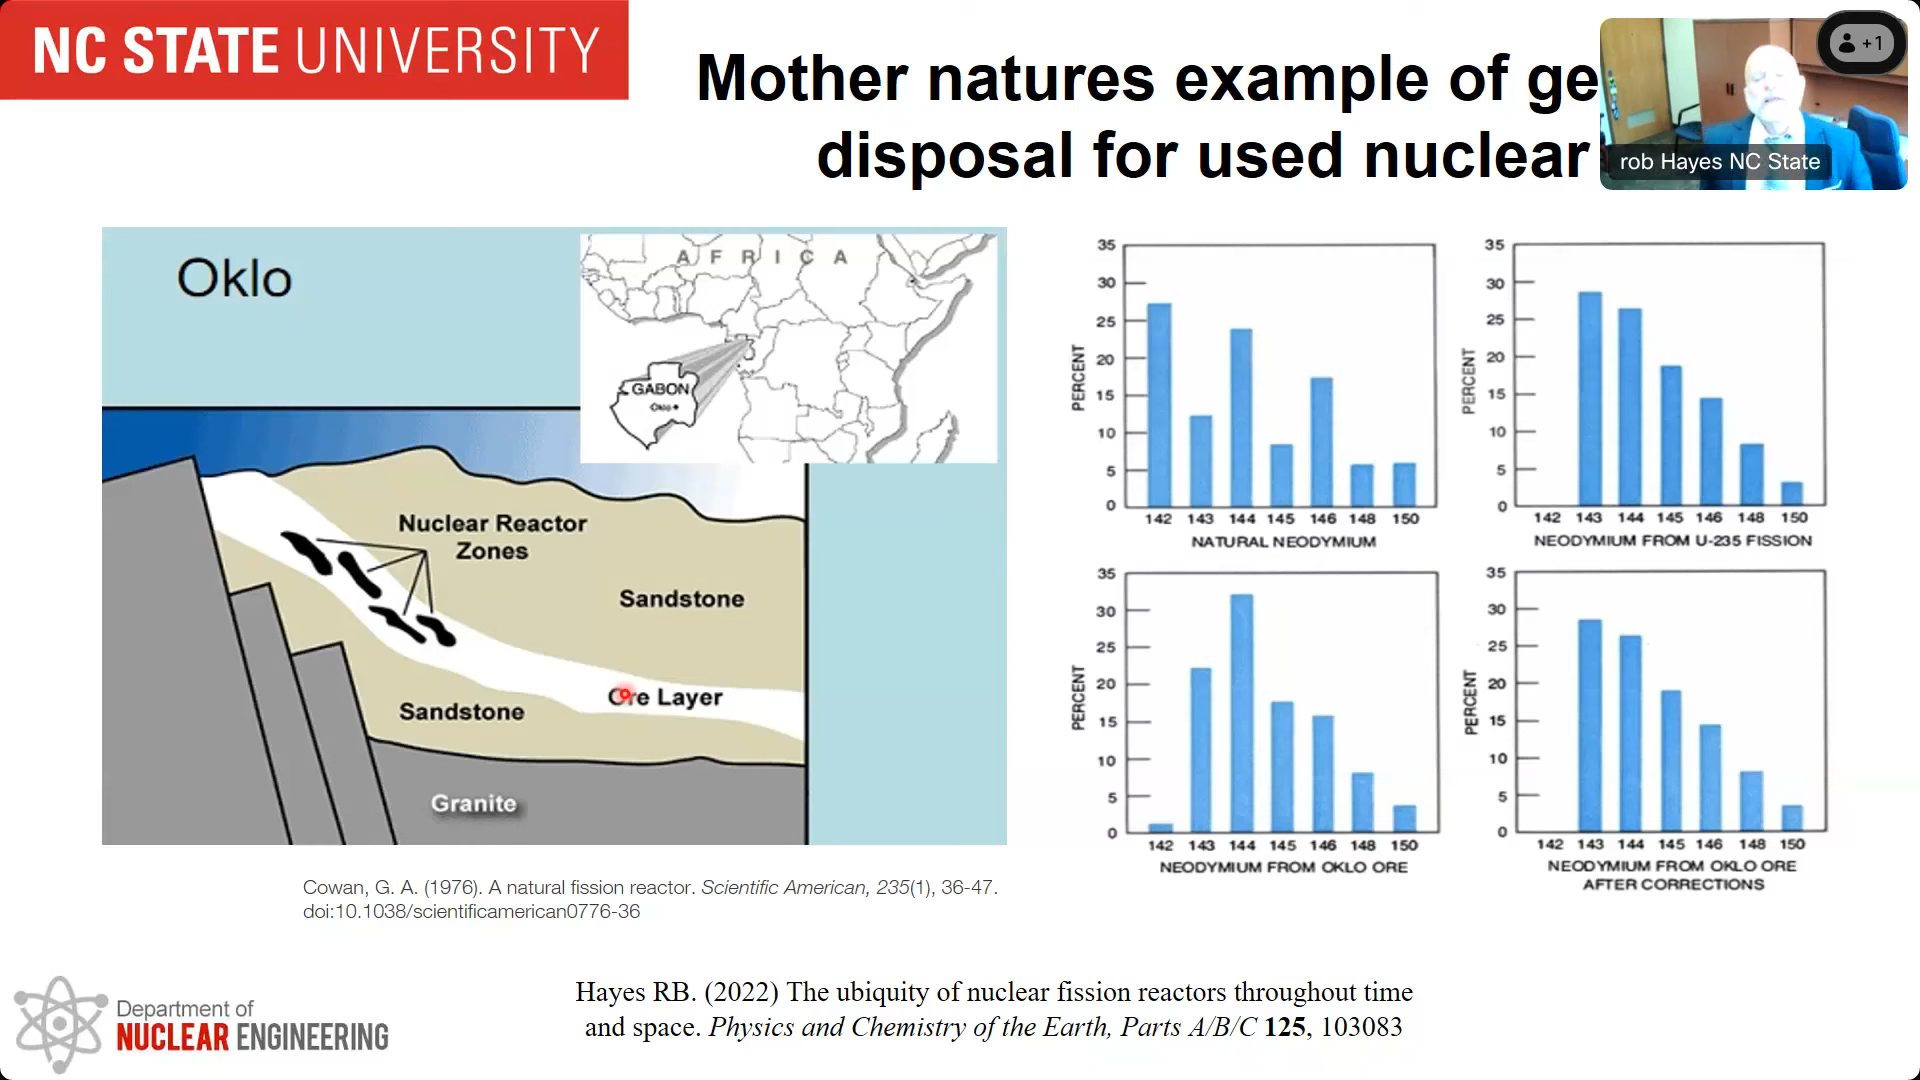 NC STATE UNIVERSITY
Mother natures example of ge
disposal for used nuclear
+1
rob Hayes NC State
Oklo
AFRICA
GABON
Oklo
Nuclear Reactor
Zones
Sandstone
Ore Layer
Sandstone
Granite
35
30
25
20
15
10
5
0
PERCENT
142 143 144 145 146 148 150
NATURAL NEODYMIUM
35
30
25
20
15
10
5
0
PERCENT
142 143 144 145 146 148 150
NEODYMIUM FROM U-235 FISSION
35
30
25
20
15
10
5
0
PERCENT
142 143 144 145 146 148 150
NEODYMIUM FROM OKLO ORE
35
30
25
20
15
10
5
0
PERCENT
142 143 144 145 146 148 150
NEODYMIUM FROM OKLO ORE
AFTER CORRECTIONS
Cowan, G. A. (1976). A natural fission reactor. Scientific American, 235(1), 36-47.
doi:10.1038/scientificamerican0776-36
Hayes RB. (2022) The ubiquity of nuclear fission reactors throughout time
and space. Physics and Chemistry of the Earth, Parts A/B/C 125, 103083
Department of
NUCLEAR ENGINEERING